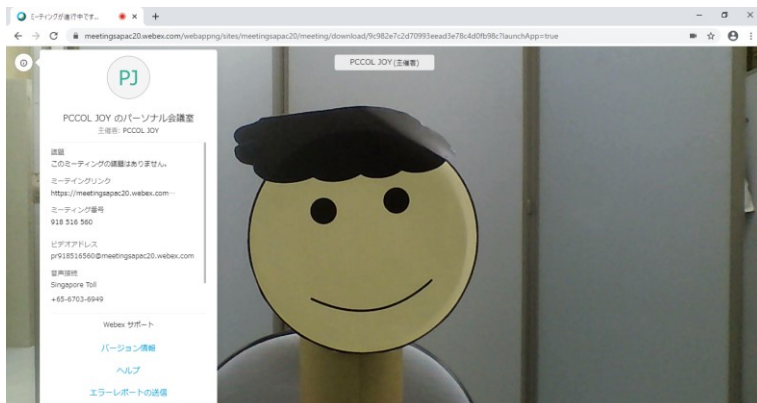 ミーティングが進行中です...
meetingsapac20.webex.com/webappng/sites/meetingsapac20/meeting/download/9c982e7c2d70993eead3e78c4d0fb98c?launchApp=true
PCCOL JOY (主催者)
PJ
PCCOL JOY のパーソナル会議室
主催者: PCCOL JOY
議題
このミーティングの議題はありません。
ミーティングリンク
https://meetingsapac20.webex.com...
ミーティング番号
918 516 560
ビデオアドレス
pr918516560@meetingsapac20.webex.com
音声接続
Singapore Toll
+65-6703-6949
Webex サポート
バージョン情報
ヘルプ
エラーレポートの送信